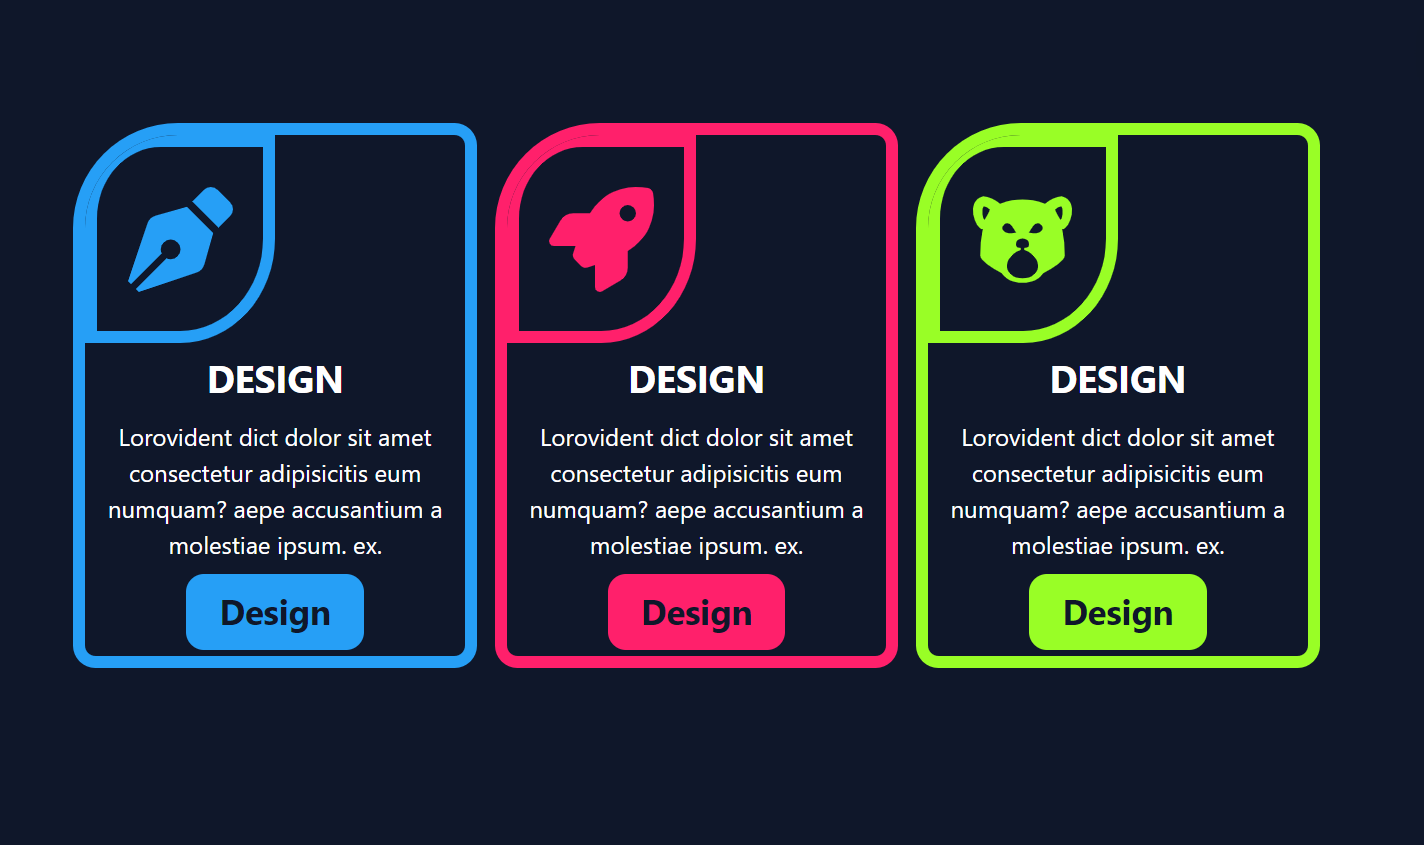 DESIGN
Lorovident dict dolor sit amet
consectetur adipisicitis eum
numquam? aepe accusantium a
molestiae ipsum. ex.
Design
DESIGN
Lorovident dict dolor sit amet
consectetur adipisicitis eum
numquam? aepe accusantium a
molestiae ipsum. ex.
Design
DESIGN
Lorovident dict dolor sit amet
consectetur adipisicitis eum
numquam? aepe accusantium a
molestiae ipsum. ex.
Design